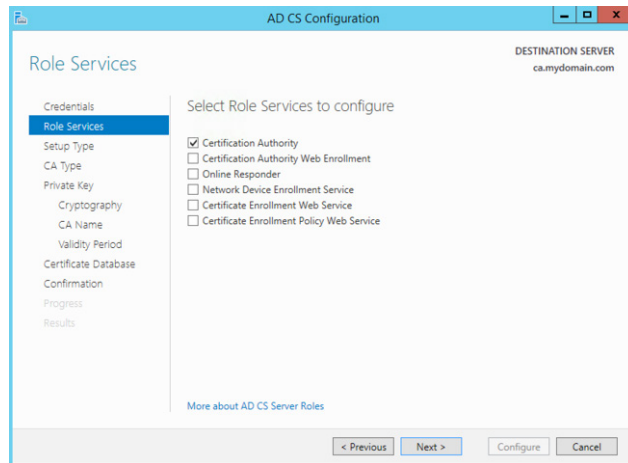 AD CS Configuration
Role Services
DESTINATION SERVER
ca.mydomain.com
Credentials
Role Services
Setup Type
CA Type
Private Key
Cryptography
CA Name
Validity Period
Certificate Database
Confirmation
Progress
Results
Select Role Services to configure
Certification Authority
Certification Authority Web Enrollment
Online Responder
Network Device Enrollment Service
Certificate Enrollment Web Service
Certificate Enrollment Policy Web Service
More about AD CS Server Roles
< Previous
Next >
Configure
Cancel